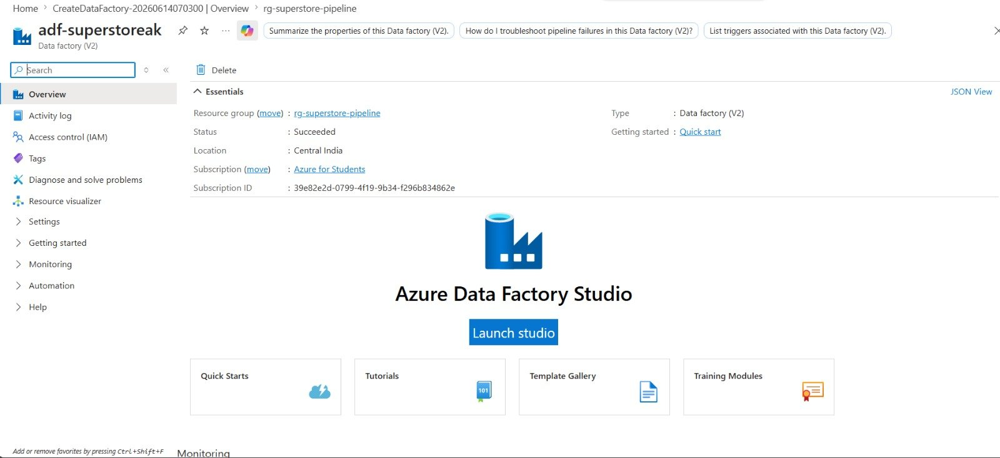 Home > CreateDataFactory-20260614070300 | Overview > rg-superstore-pipeline
adf-superstoreak
Data factory (V2)
Summarize the properties of this Data factory (V2).
How do I troubleshoot pipeline failures in this Data factory (V2)?
List triggers associated with this Data factory (V2).
Search
Overview
Activity log
Access control (IAM)
Tags
Diagnose and solve problems
Resource visualizer
Settings
Getting started
Monitoring
Automation
Help
Add or remove favorites by pressing Ctrl+Shift+F
Delete
Essentials
JSON View
Resource group (move) : rg-superstore-pipeline
Status : Succeeded
Location : Central India
Subscription (move) : Azure for Students
Subscription ID : 39e82e2d-0799-4f19-9b34-f296b834862e
Type : Data factory (V2)
Getting started : Quick start
Azure Data Factory Studio
Launch studio
Quick Starts
Tutorials
101
Template Gallery
Training Modules
Monitoring